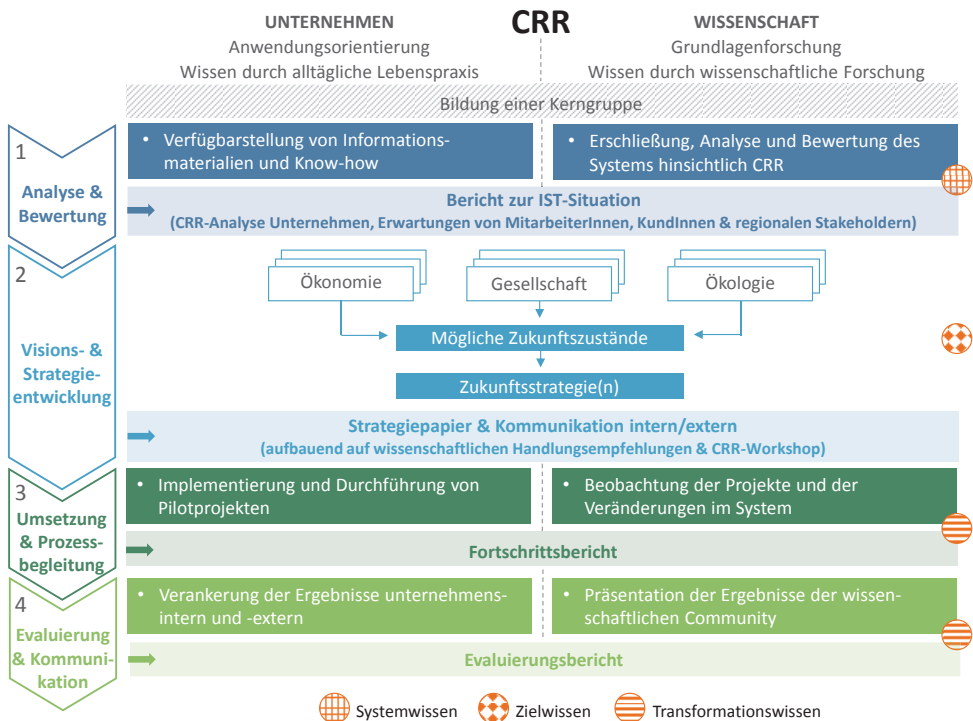 UNTERNEHMEN
Anwendungsorientierung
Wissen durch alltägliche Lebenspraxis
CRR
WISSENSCHAFT
Grundlagenforschung
Wissen durch wissenschaftliche Forschung
Bildung einer Kerngruppe
1
Analyse &
Bewertung
• Verfügbarstellung von Informations-
materialien und Know-how
• Erschließung, Analyse und Bewertung des
Systems hinsichtlich CRR
Bericht zur IST-Situation
(CRR-Analyse Unternehmen, Erwartungen von MitarbeiterInnen, KundInnen & regionalen Stakeholdern)
2
Visions- &
Strategie-
entwicklung
Ökonomie
Gesellschaft
Ökologie
Mögliche Zukunftszustände
Zukunftsstrategie(n)
Strategiepapier & Kommunikation intern/extern
(aufbauend auf wissenschaftlichen Handlungsempfehlungen & CRR-Workshop)
3
Umsetzung
& Prozess-
begleitung
• Implementierung und Durchführung von
Pilotprojekten
• Beobachtung der Projekte und der
Veränderungen im System
Fortschrittsbericht
4
Evaluierung
& Kommuni-
kation
• Verankerung der Ergebnisse unternehmens-
intern und -extern
• Präsentation der Ergebnisse der wissen-
schaftlichen Community
Evaluierungsbericht
Systemwissen
Zielwissen
Transformationswissen